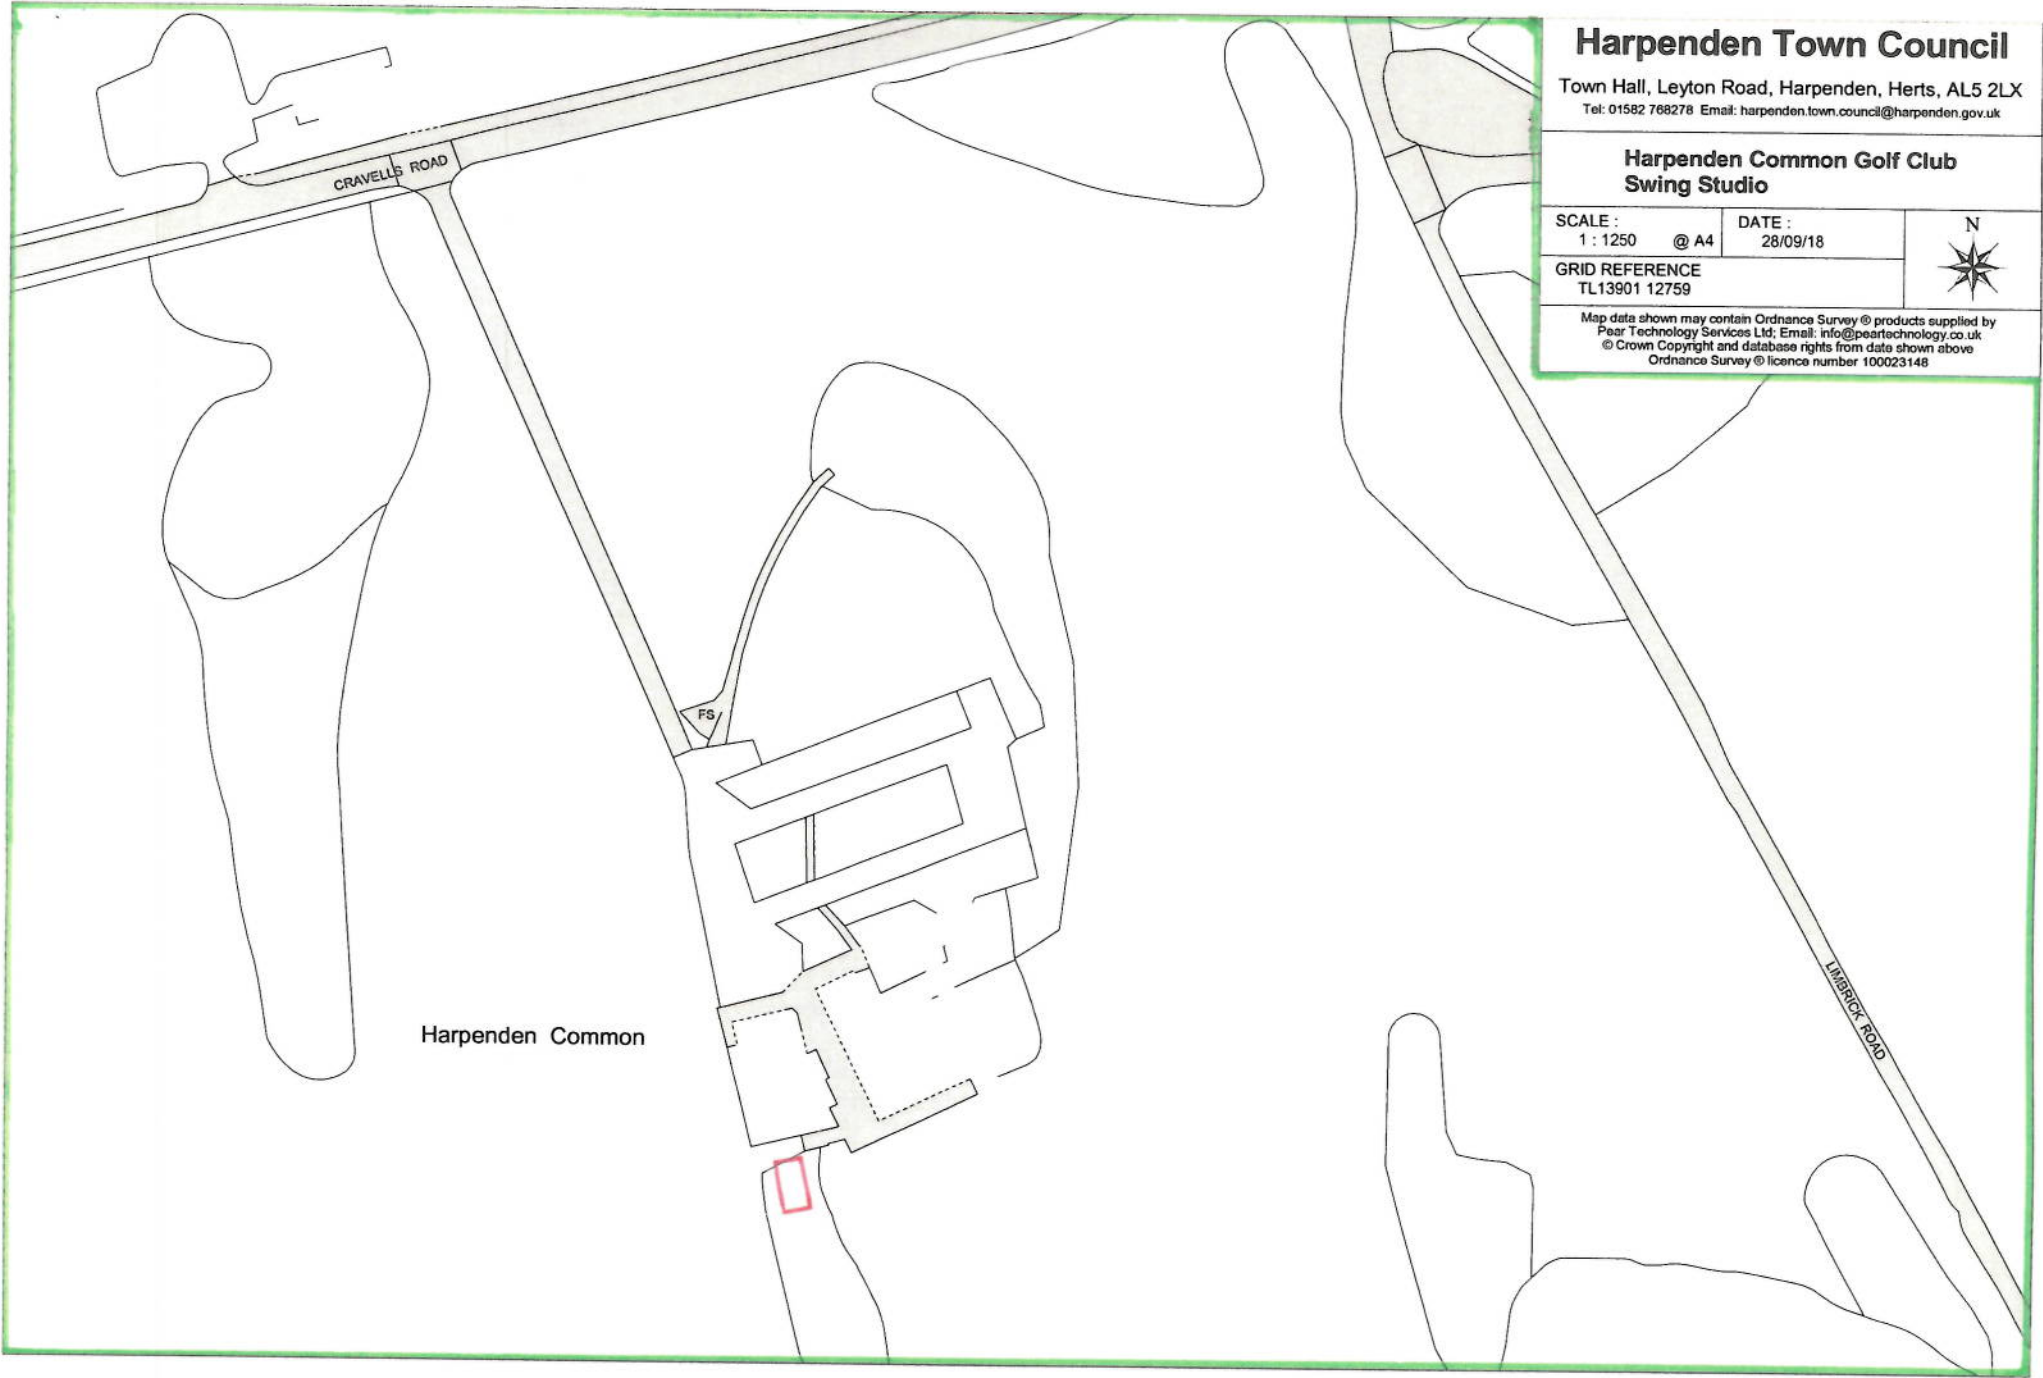 Harpenden Town Council
Town Hall, Leyton Road, Harpenden, Herts, AL5 2LX
Tel: 01582 768278 Email: harpenden.town.council@harpenden.gov.uk
Harpenden Common Golf Club
Swing Studio
SCALE :
1 : 1250 @ A4
DATE :
28/09/18
N
GRID REFERENCE
TL13901 12759
Map data shown may contain Ordnance Survey ® products supplied by
Pear Technology Services Ltd; Email: info@peartechnology.co.uk
© Crown Copyright and database rights from date shown above
Ordnance Survey ® licence number 100023148
CRAVELLS ROAD
FS
Harpenden Common
LIMBRICK ROAD